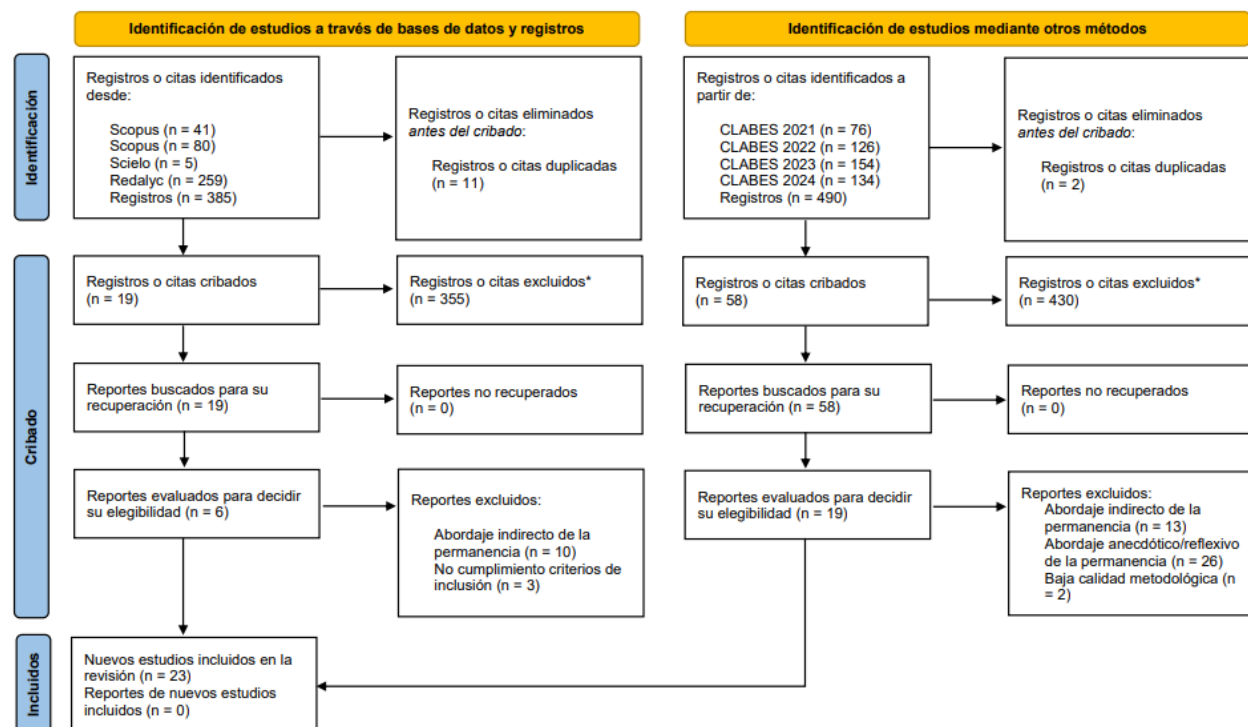 Identificación de estudios a través de bases de datos y registros
Identificación de estudios mediante otros métodos
Identificación
Registros o citas identificados
desde:
Scopus (n = 41)
Scopus (n = 80)
Scielo (n = 5)
Redalyc (n = 259)
Registros (n = 385)
Registros o citas eliminados
antes del cribado:
Registros o citas duplicadas
(n = 11)
Registros o citas identificados a
partir de:
CLABES 2021 (n = 76)
CLABES 2022 (n = 126)
CLABES 2023 (n = 154)
CLABES 2024 (n = 134)
Registros (n = 490)
Registros o citas eliminados
antes del cribado:
Registros o citas duplicadas
(n = 2)
Cribado
Registros o citas cribados
(n = 19)
Registros o citas excluidos*
(n = 355)
Registros o citas cribados
(n = 58)
Registros o citas excluidos*
(n = 430)
Reportes buscados para su
recuperación (n = 19)
Reportes no recuperados
(n = 0)
Reportes buscados para su
recuperación (n = 58)
Reportes no recuperados
(n = 0)
Reportes evaluados para decidir
su elegibilidad (n = 6)
Reportes excluidos:
Abordaje indirecto de la
permanencia (n = 10)
No cumplimiento criterios de
inclusión (n = 3)
Reportes evaluados para decidir
su elegibilidad (n = 19)
Reportes excluidos:
Abordaje indirecto de la
permanencia (n = 13)
Abordaje anecdótico/reflexivo
de la permanencia (n = 26)
Baja calidad metodológica (n
= 2)
Incluidos
Nuevos estudios incluidos en la
revisión (n = 23)
Reportes de nuevos estudios
incluidos (n = 0)